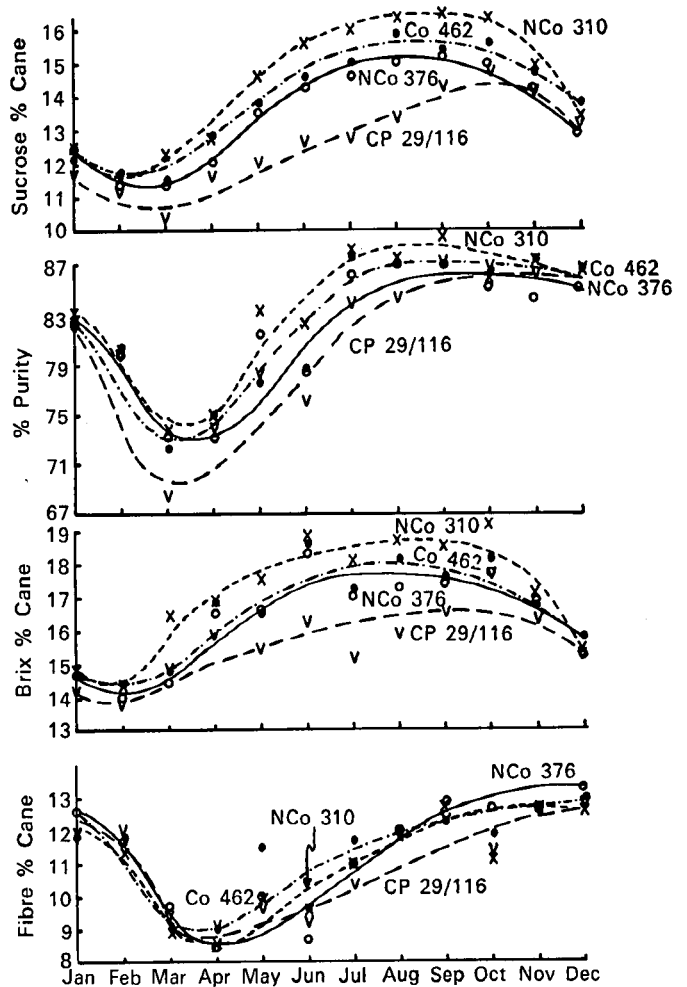 Sucrose % Cane
16
15
14
13
12
11
10
Co 462
NCo 310
NCo 376
CP 29/116
% Purity
87
83
79
75
71
67
NCo 310
Co 462
NCo 376
CP 29/116
Brix % Cane
19
18
17
16
15
14
13
NCo 310
Co 462
NCo 376
CP 29/116
Fibre % Cane
13
12
11
10
9
8
NCo 376
NCo 310
Co 462
CP 29/116
Jan Feb Mar Apr May Jun Jul Aug Sep Oct Nov Dec